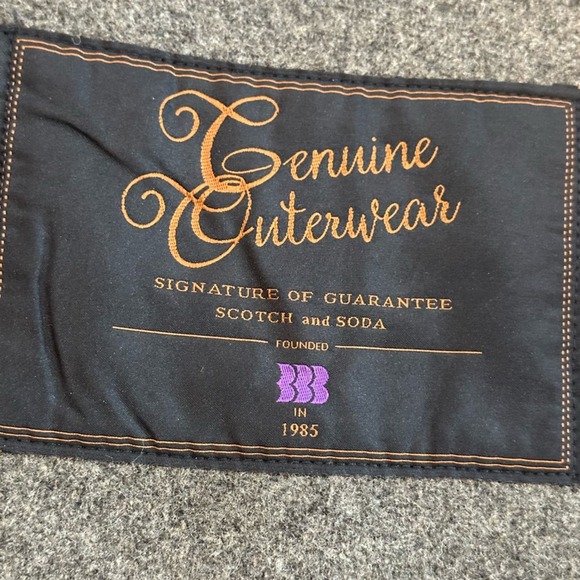 Genuine
Outerwear
SIGNATURE OF GUARANTEE
SCOTCH and SODA
FOUNDED
IN
1985